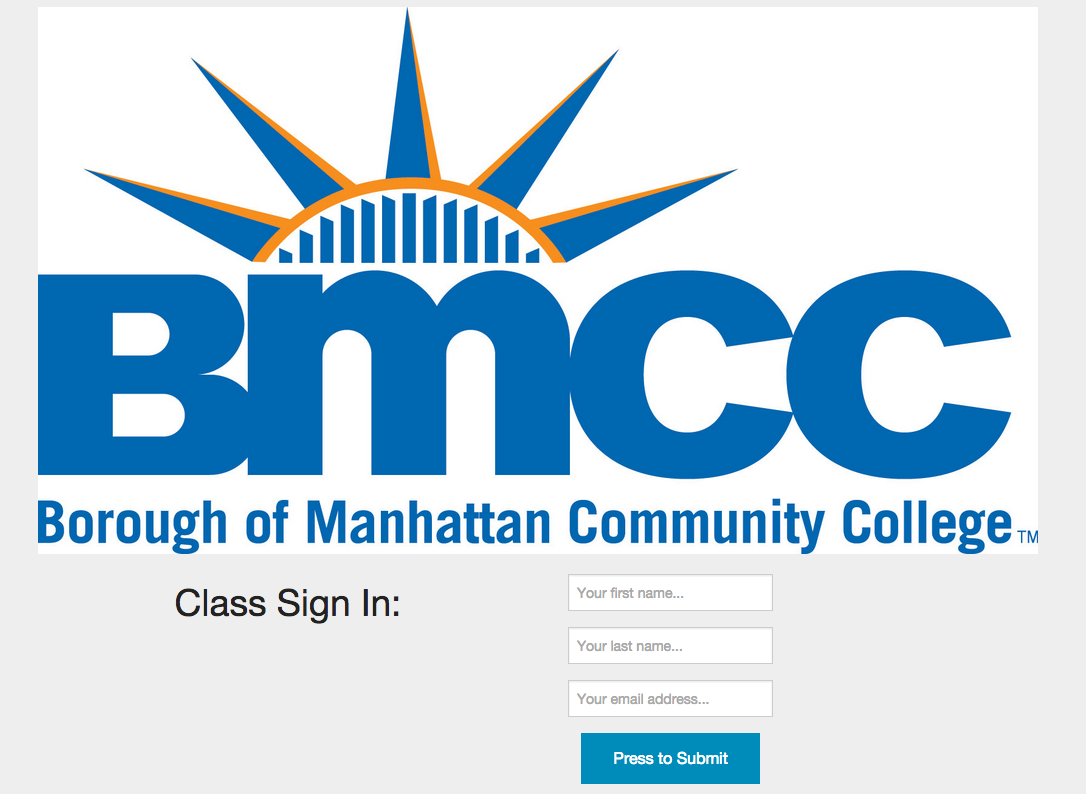 BMCC
Borough of Manhattan Community College TM
Class Sign In:
Your first name...
Your last name...
Your email address...
Press to Submit